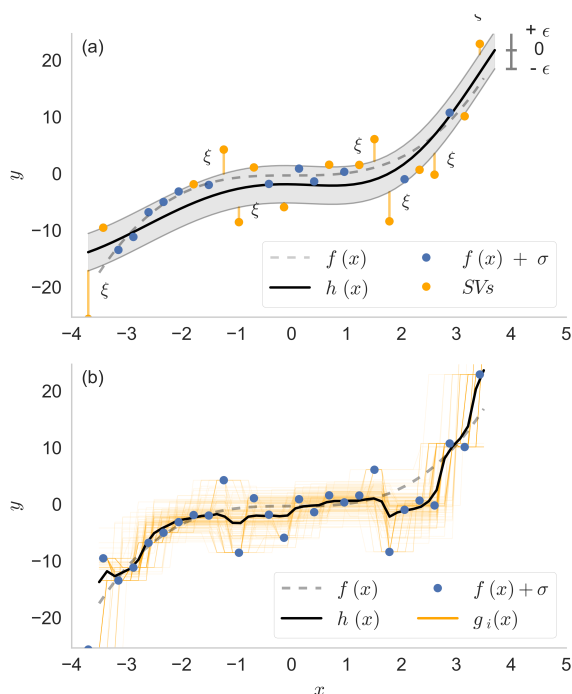 ξ
+ ϵ
20 (a) 0
- ϵ
10
ξ ξ
y 0
ξ
ξ ξ
−10
f (x) f (x) + σ
−20 ξ h (x) SVs
−4 −3 −2 −1 0 1 2 3 4 5
(b)
20
10
y 0
−10
f (x) f (x) + σ
−20 h (x) g i(x)
−4 −3 −2 −1 0 1 2 3 4 5
x